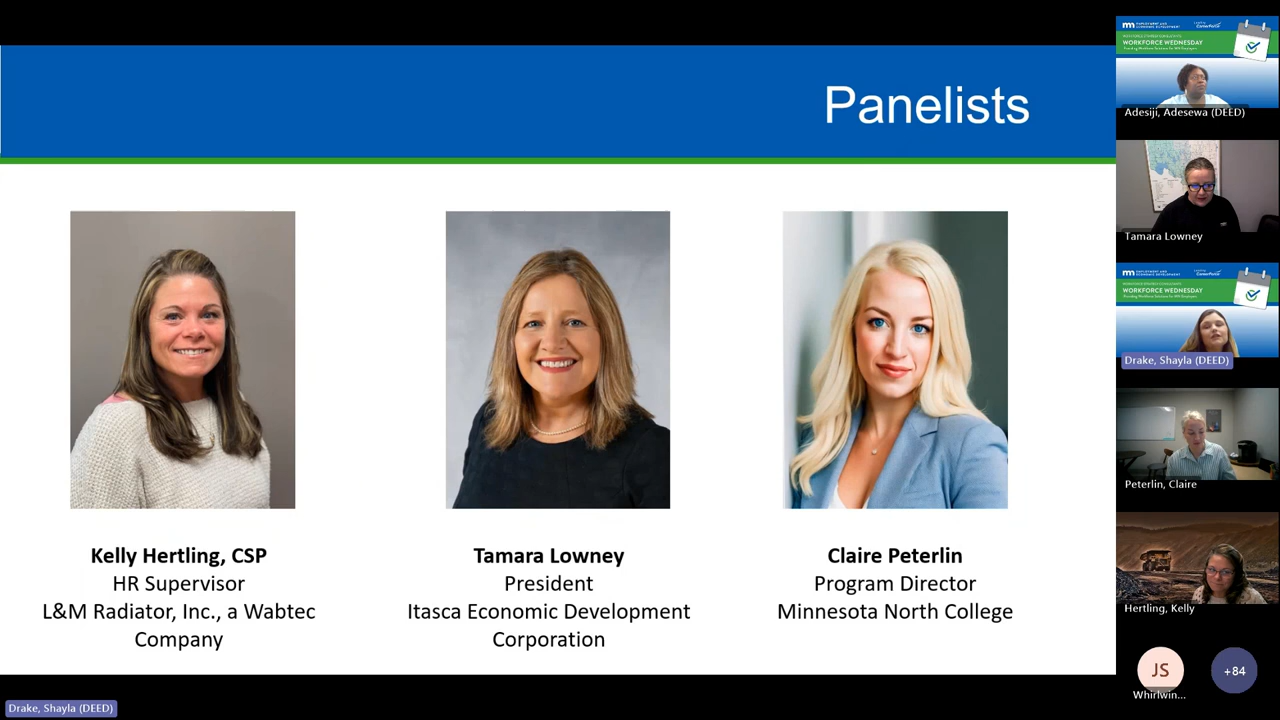 Panelists
Kelly Hertling, CSP
HR Supervisor
L&M Radiator, Inc., a Wabtec
Company
Tamara Lowney
President
Itasca Economic Development
Corporation
Claire Peterlin
Program Director
Minnesota North College
WORKFORCE WEDNESDAY
Adesiji, Adesewa (DEED)
Tamara Lowney
WORKFORCE WEDNESDAY
Drake, Shayla (DEED)
Peterlin, Claire
Hertling, Kelly
JS
Whirlwin...
+84
Drake, Shayla (DEED)